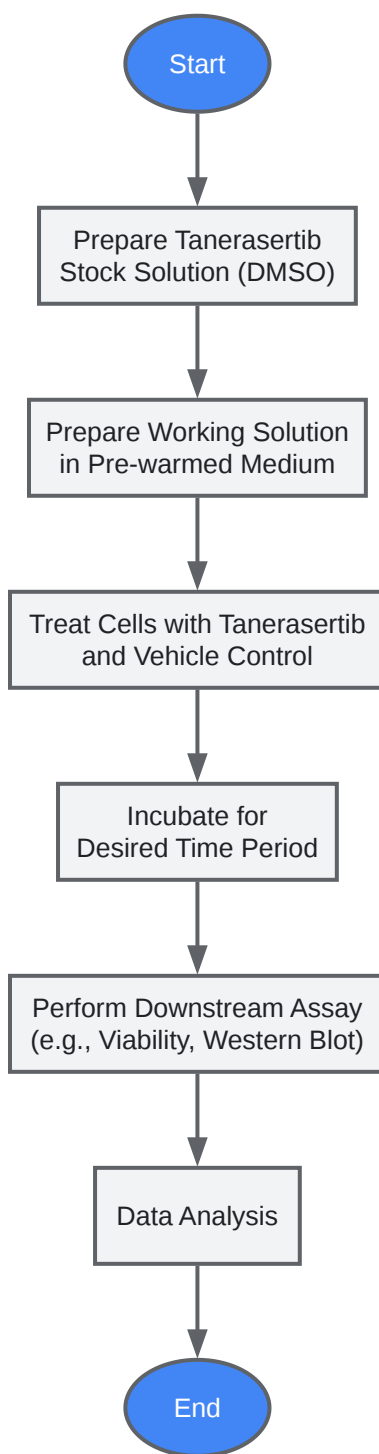 Start
Prepare Tanerasertib
Stock Solution (DMSO)
Prepare Working Solution
in Pre-warmed Medium
Treat Cells with Tanerasertib
and Vehicle Control
Incubate for
Desired Time Period
Perform Downstream Assay
(e.g., Viability, Western Blot)
Data Analysis
End